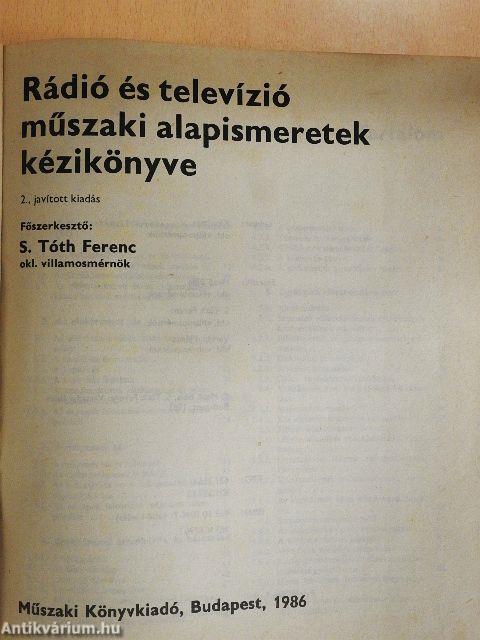 Rádió és televízió
műszaki alapismeretek
kézikönyve
2., javított kiadás
Főszerkesztő:
S. Tóth Ferenc
okl. villamosmérnök
Műszaki Könyvkiadó, Budapest, 1986
Antikvárium.hu